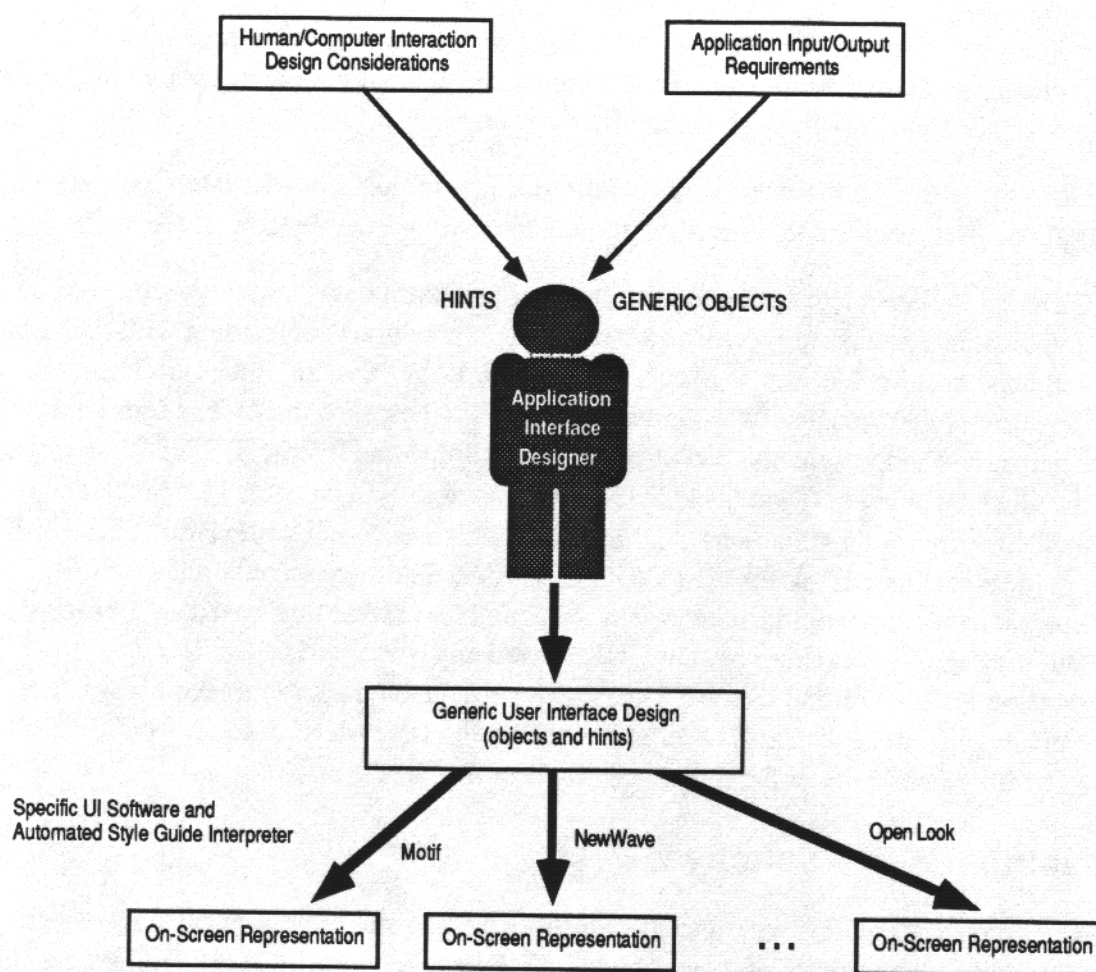 Human/Computer Interaction
Design Considerations
Application Input/Output
Requirements
HINTS
GENERIC OBJECTS
Application
Interface
Designer
Generic User Interface Design
(objects and hints)
Specific UI Software and
Automated Style Guide Interpreter
Motif
NewWave
Open Look
On-Screen Representation
On-Screen Representation
...
On-Screen Representation